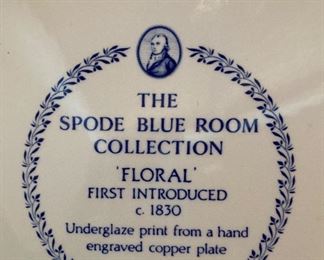 THE
SPODE BLUE ROOM
COLLECTION
'FLORAL'
FIRST INTRODUCED
c. 1830
Underglaze print from a hand
engraved copper plate